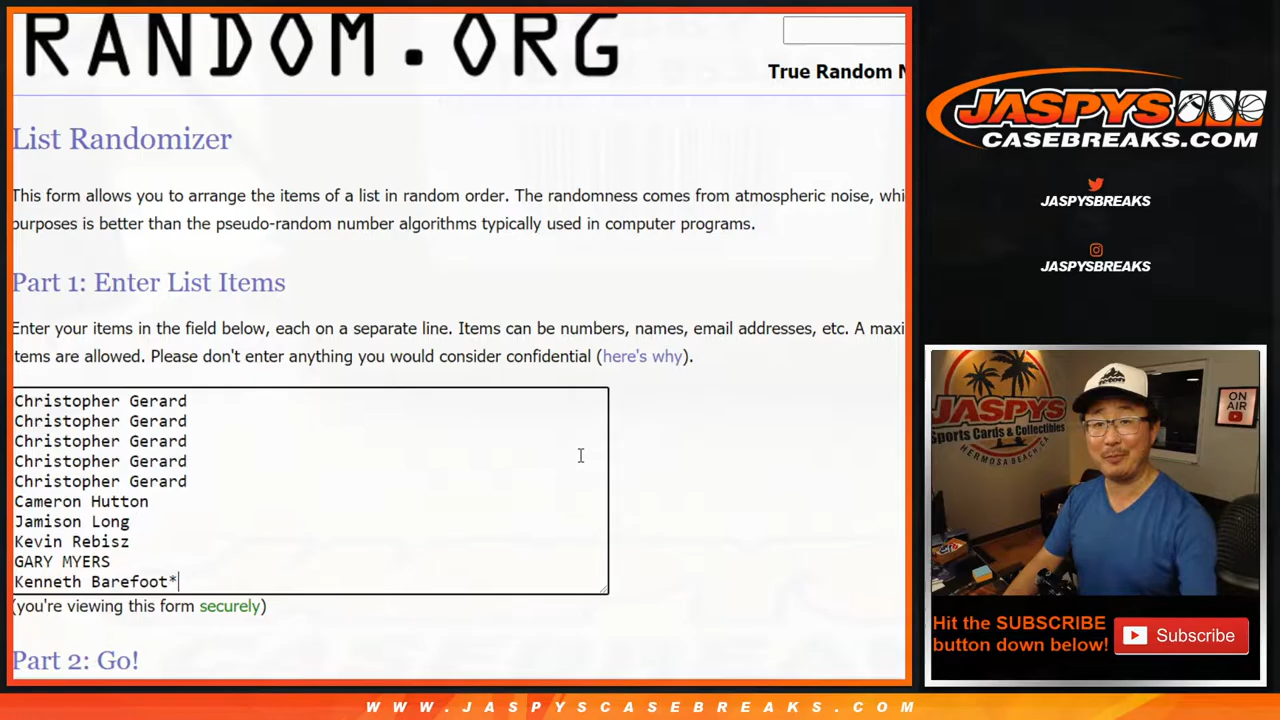 RANDOM.ORG
True Random N
List Randomizer
This form allows you to arrange the items of a list in random order. The randomness comes from atmospheric noise, whi
purposes is better than the pseudo-random number algorithms typically used in computer programs.
Part 1: Enter List Items
Enter your items in the field below, each on a separate line. Items can be numbers, names, email addresses, etc. A maxi
items are allowed. Please don't enter anything you would consider confidential (here's why).
Christopher Gerard
Christopher Gerard
Christopher Gerard
Christopher Gerard
Christopher Gerard
Cameron Hutton
Jamison Long
Kevin Rebisz
GARY MYERS
Kenneth Barefoot*
(you're viewing this form securely)
Part 2: Go!
JASPYS
CASEBREAKS.COM
JASPYSBREAKS
JASPYSBREAKS
JASPYS
Sports Cards & Collectibles
HERMOSA BEACH, CA
ON
AIR
Hit the SUBSCRIBE
button down below!
Subscribe
WWW.JASPYSCASEBREAKS.COM